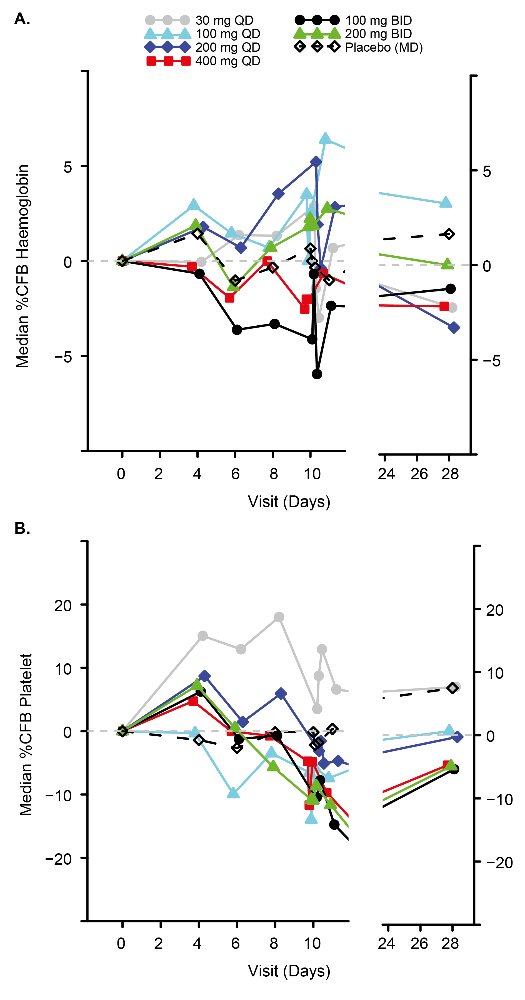 A.
30 mg QD
100 mg QD
200 mg QD
400 mg QD
100 mg BID
200 mg BID
Placebo (MD)
Median %CFB Haemoglobin
5
0
−5
5
0
−5
0 2 4 6 8 10 24 26 28
Visit (Days)
B.
Median %CFB Platelet
20
10
0
−10
−20
20
10
0
−10
−20
0 2 4 6 8 10 24 26 28
Visit (Days)